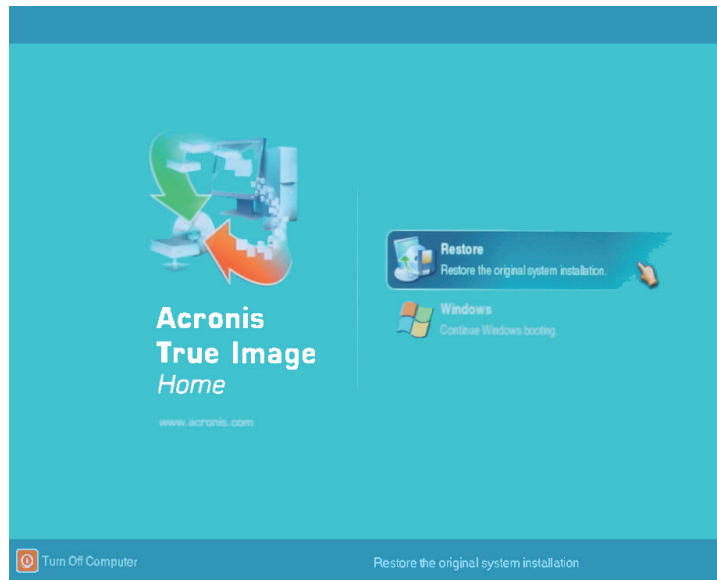 Acronis
True Image
Home
www.acronis.com
Restore
Restore the original system installation.
Windows
Continue Windows booting.
Turn Off Computer
Restore the original system installation